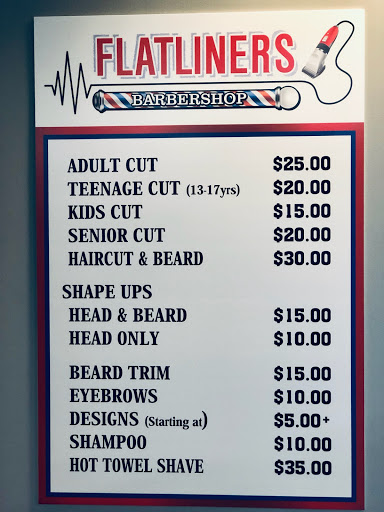 FLATLINERS
BARBERSHOP
ADULT CUT $25.00
TEENAGE CUT (13-17yrs) $20.00
KIDS CUT $15.00
SENIOR CUT $20.00
HAIRCUT & BEARD $30.00
SHAPE UPS
HEAD & BEARD $15.00
HEAD ONLY $10.00
BEARD TRIM $15.00
EYEBROWS $10.00
DESIGNS (Starting at) $5.00+
SHAMPOO $10.00
HOT TOWEL SHAVE $35.00